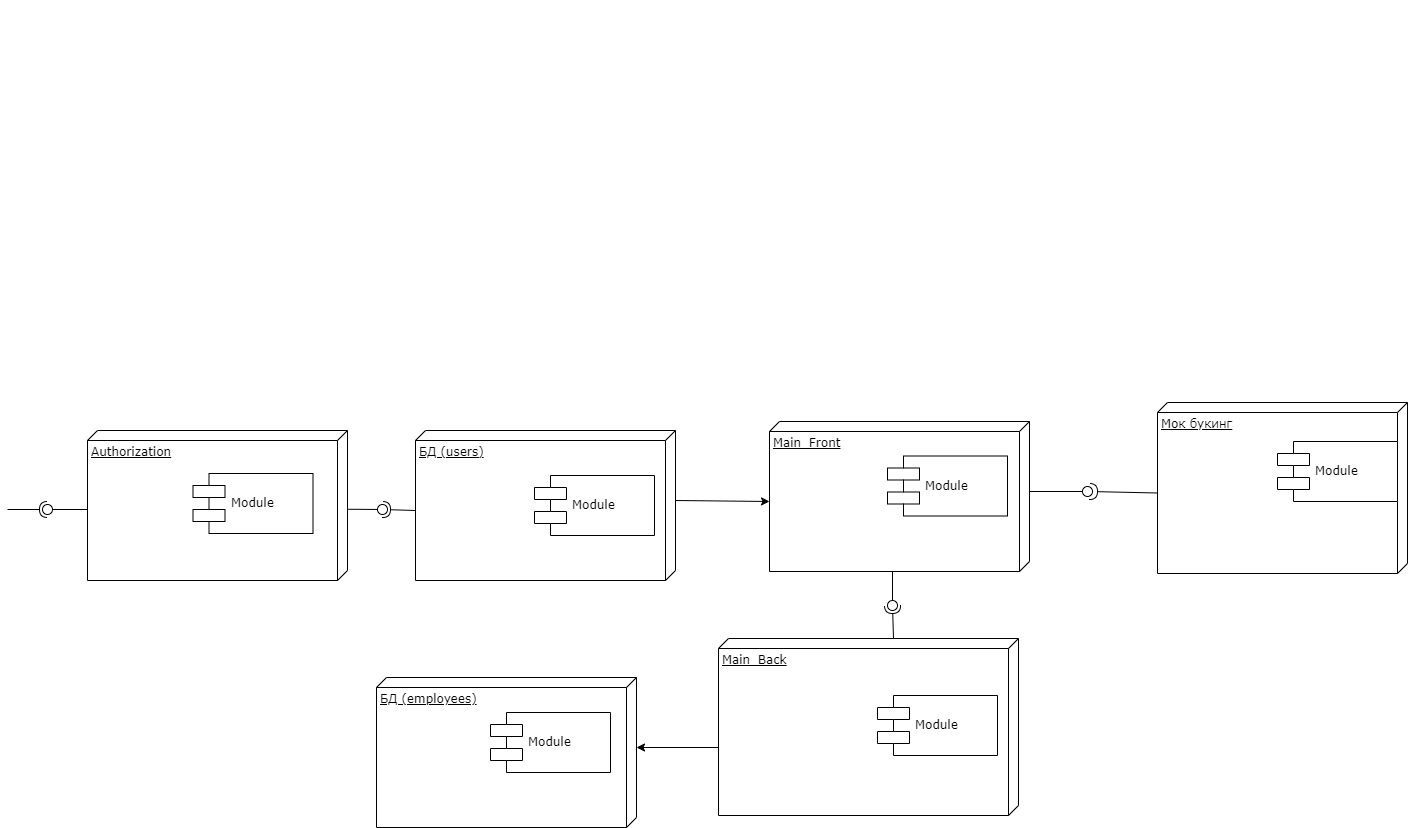 Authorization
Module
БД (users)
Module
Main_Front
Module
Мок букинг
Module
БД (employees)
Module
Main_Back
Module